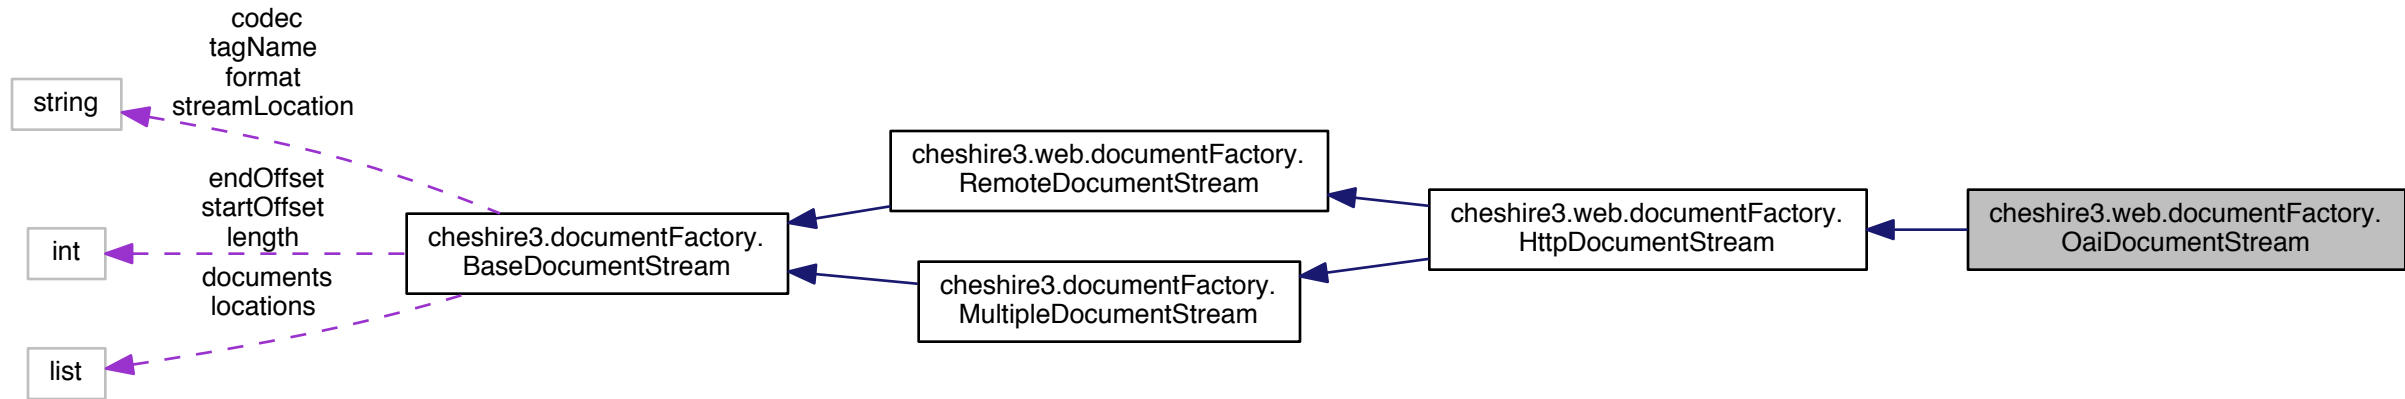 codec
tagName
format
streamLocation
string
endOffset
startOffset
length
int
documents
locations
list
cheshire3.documentFactory.
BaseDocumentStream
cheshire3.web.documentFactory.
RemoteDocumentStream
cheshire3.documentFactory.
MultipleDocumentStream
cheshire3.web.documentFactory.
HttpDocumentStream
cheshire3.web.documentFactory.
OaiDocumentStream